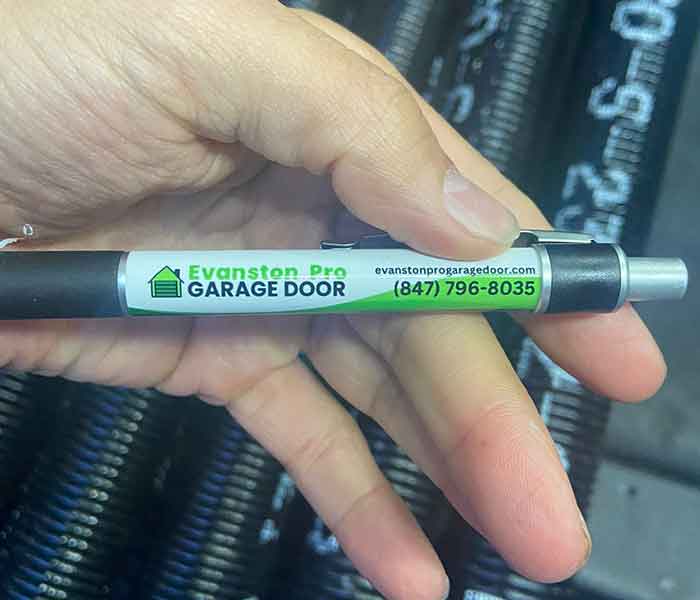 Evanston Pro
GARAGE DOOR
evanstonprogaragedoor.com
(847) 796-8035